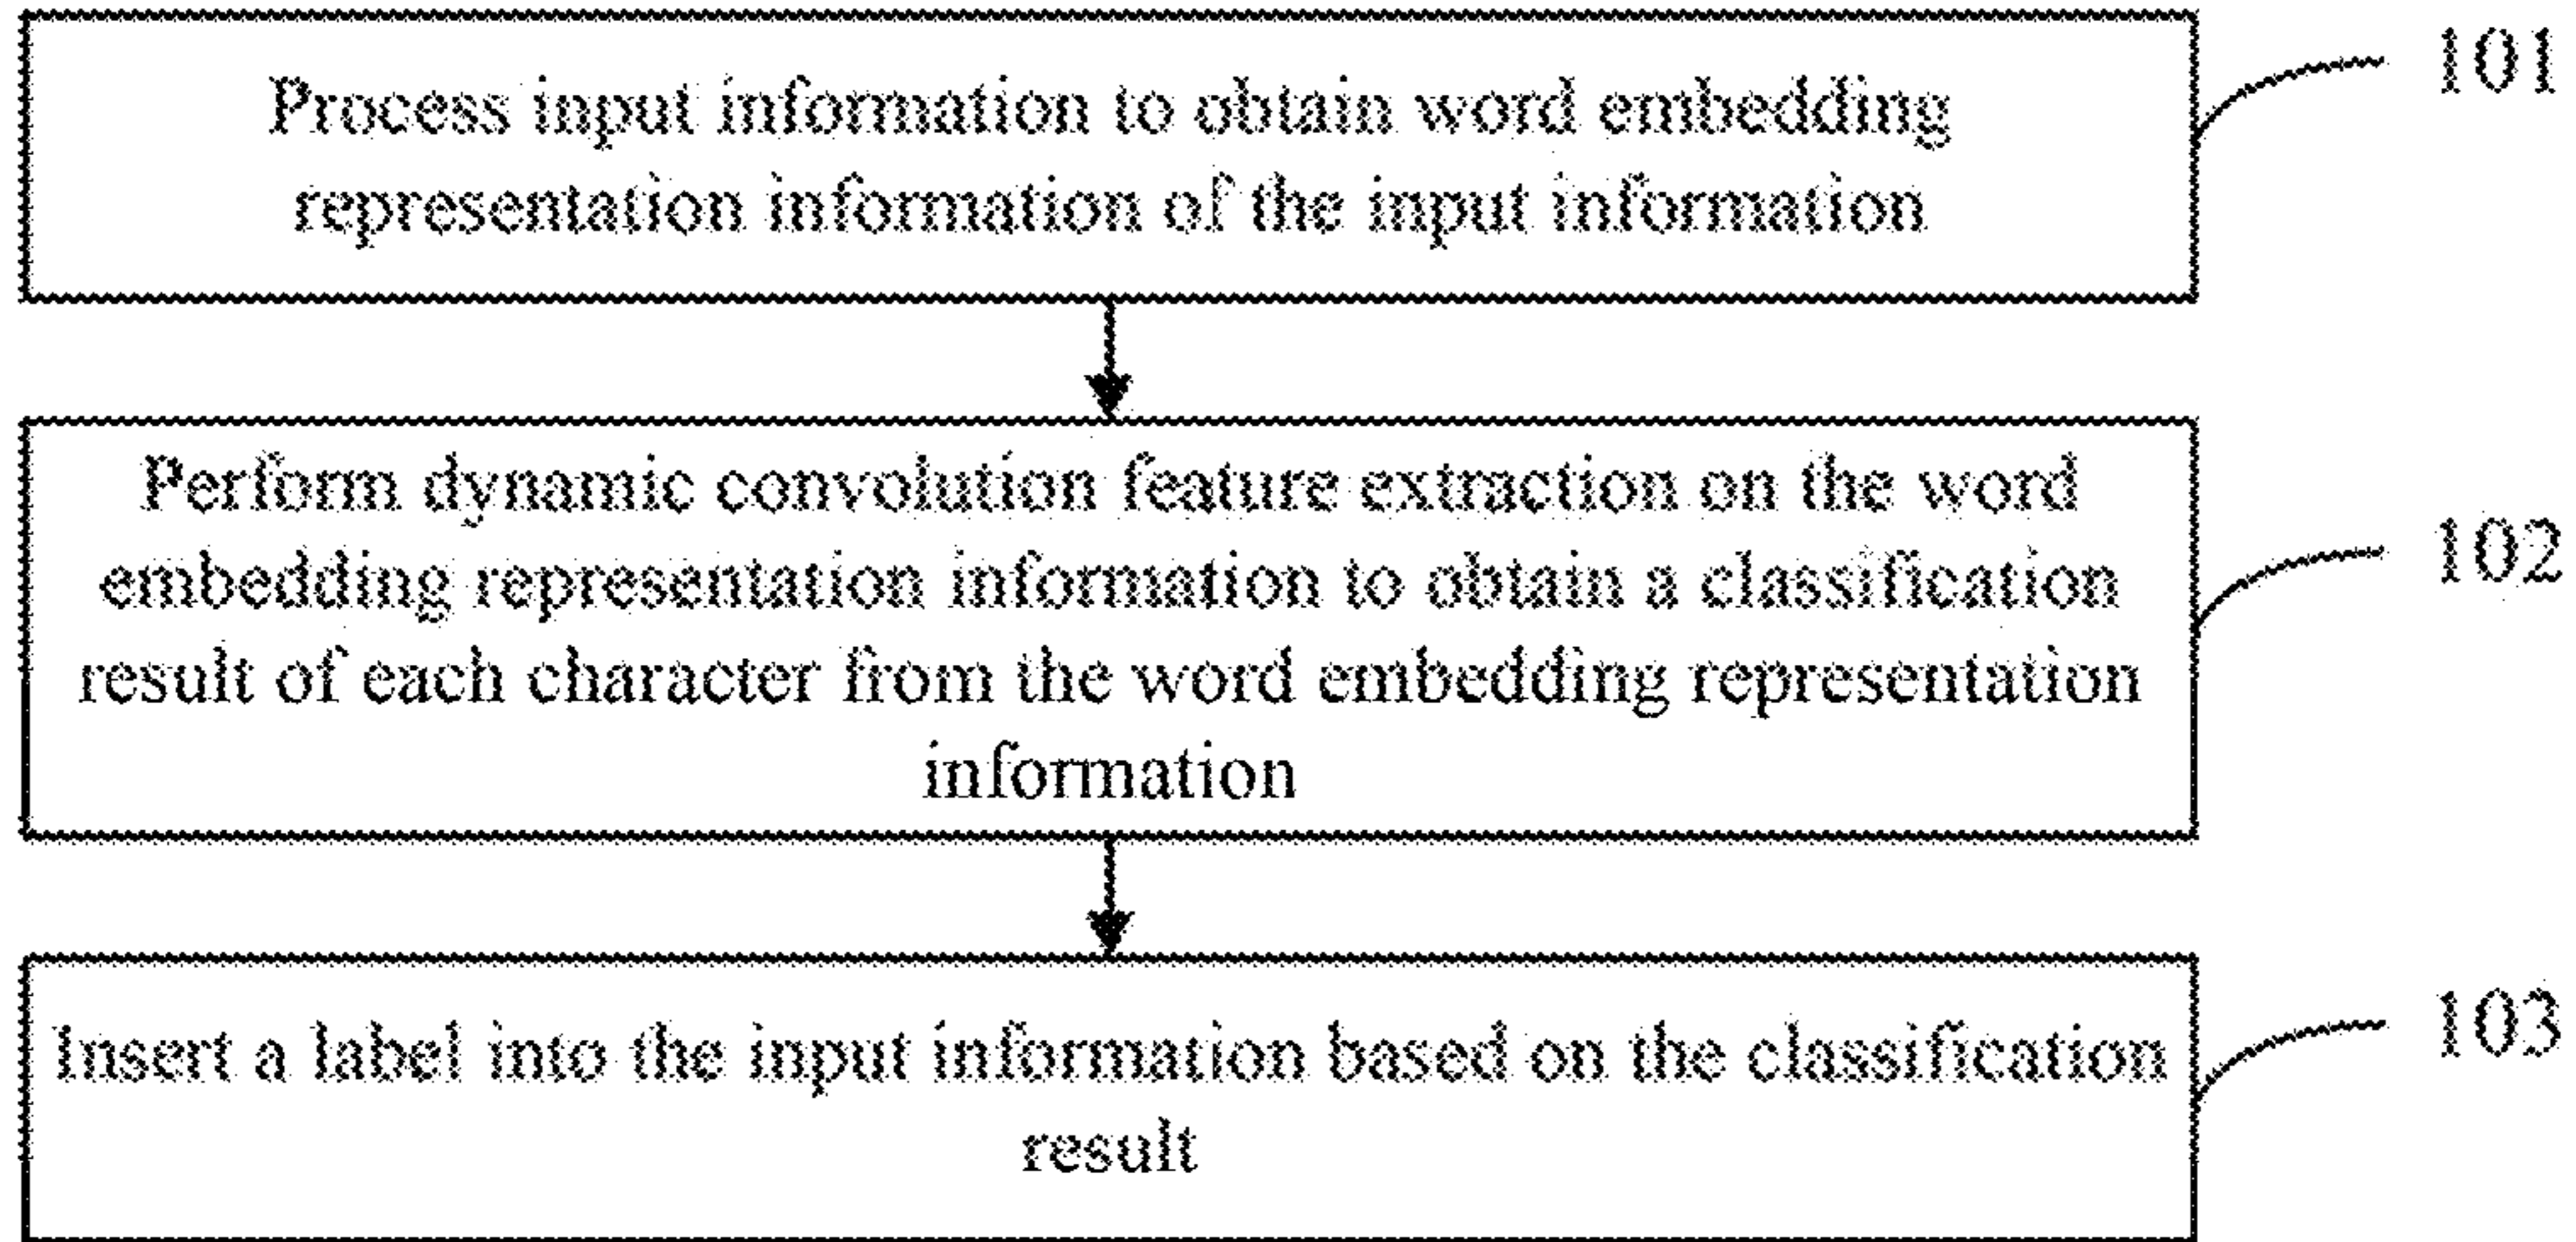 Process input information to obtain word embedding
representation information of the input information
101
Perform dynamic convolution feature extraction on the word
embedding representation information to obtain a classification
result of each character from the word embedding representation
information
102
Insert a label into the input information based on the classification
result
103